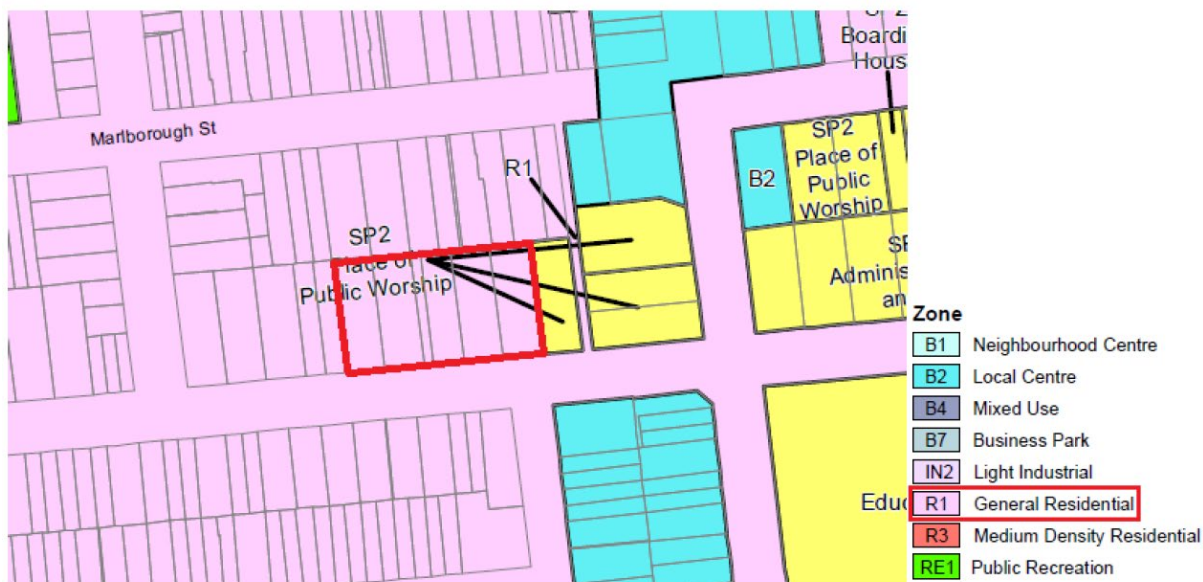 Boardi
Hous
Marlborough St
SP2
Place of
Public
Worship
B2
R1
SP2
Place of
Public Worship
Adminis
an
Educ
Zone
B1 Neighbourhood Centre
B2 Local Centre
B4 Mixed Use
B7 Business Park
IN2 Light Industrial
R1 General Residential
R3 Medium Density Residential
RE1 Public Recreation